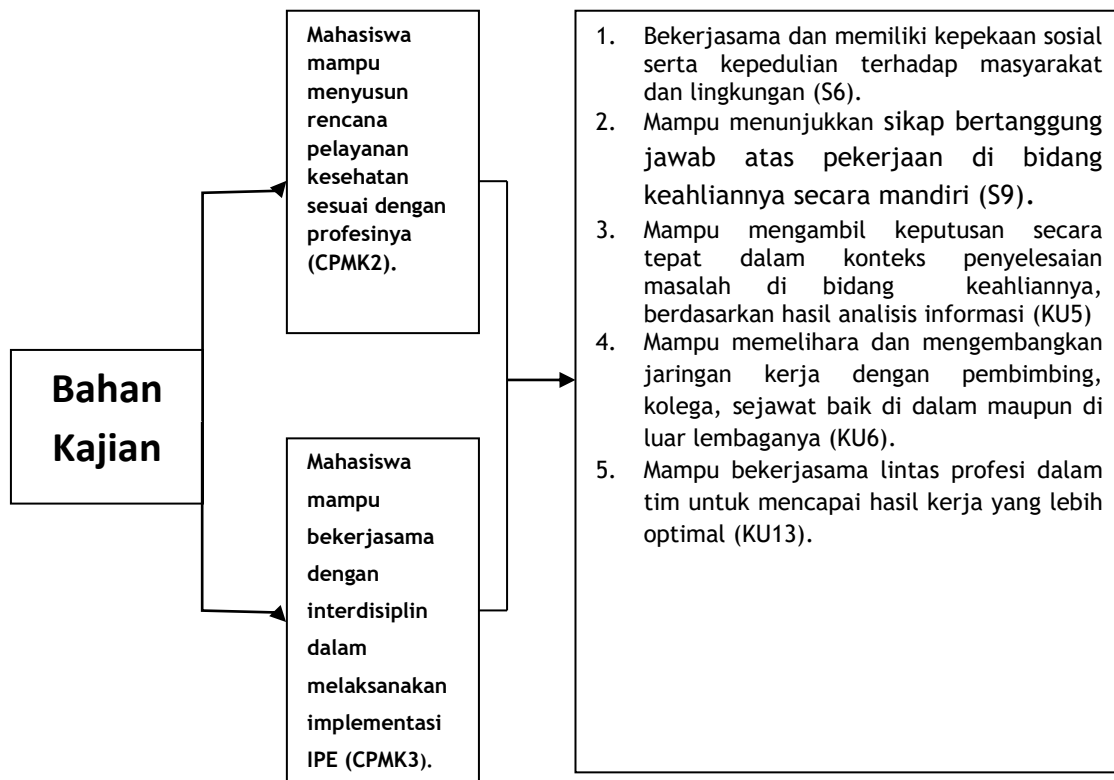 Bahan
Kajian
Mahasiswa
mampu
menyusun
rencana
pelayanan
kesehatan
sesuai dengan
profesinya
(CPMK2).
Mahasiswa
mampu
bekerjasama
dengan
interdisiplin
dalam
melaksanakan
implementasi
IPE (CPMK3).
1. Bekerjasama dan memiliki kepekaan sosial
serta kepedulian terhadap masyarakat
dan lingkungan (S6).
2. Mampu menunjukkan sikap bertanggung
jawab atas pekerjaan di bidang
keahliannya secara mandiri (S9).
3. Mampu mengambil keputusan secara
tepat dalam konteks penyelesaian
masalah di bidang keahliannya,
berdasarkan hasil analisis informasi (KU5)
4. Mampu memelihara dan mengembangkan
jaringan kerja dengan pembimbing,
kolega, sejawat baik di dalam maupun di
luar lembaganya (KU6).
5. Mampu bekerjasama lintas profesi dalam
tim untuk mencapai hasil kerja yang lebih
optimal (KU13).